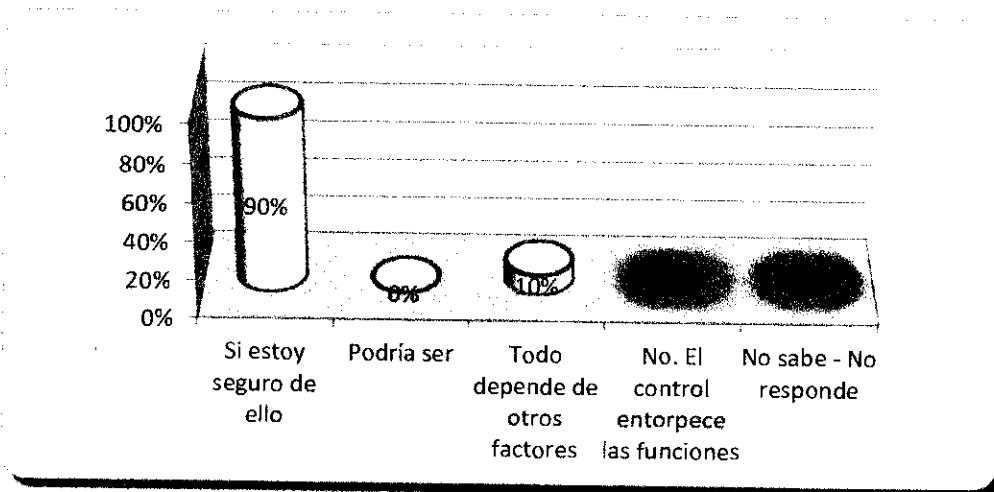 100%
80%
60%
40%
20%
0%
90%
0%
10%
Si estoy seguro de ello
Podría ser
Todo depende de otros factores
No. El control entorpece las funciones
No sabe - No responde